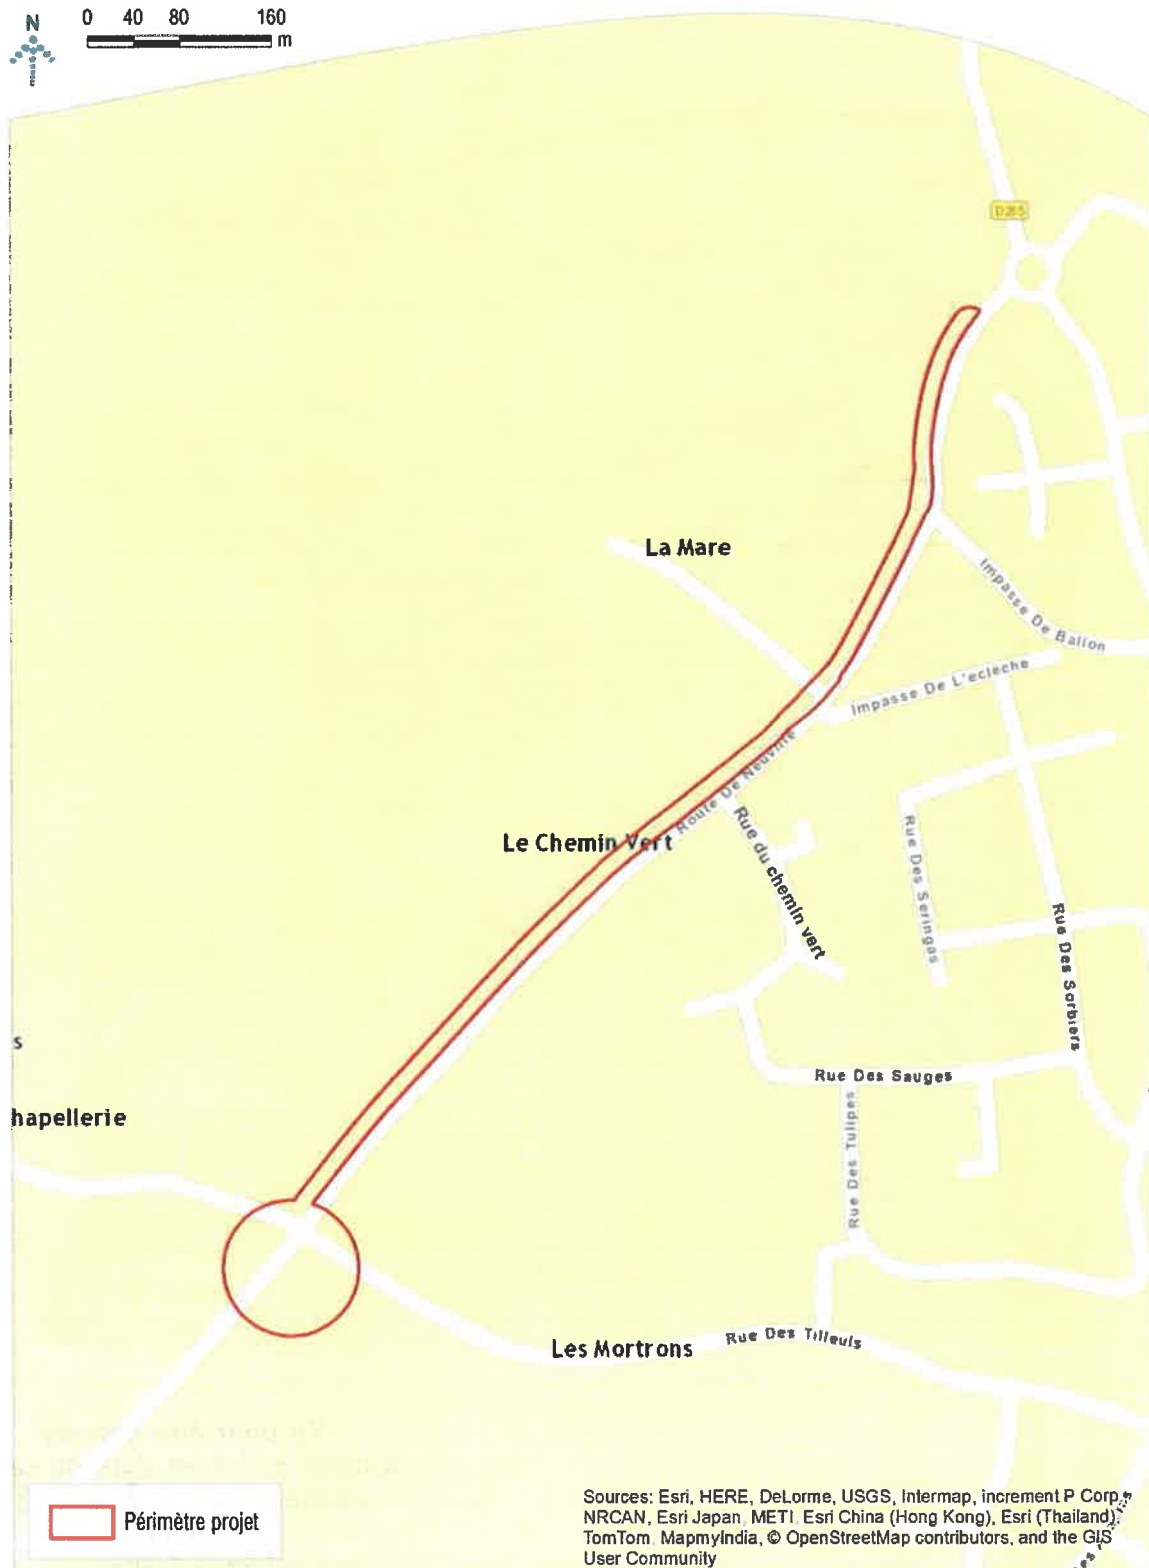 N
0 40 80 160
m
D265
La Mare
Impasse De Ballon
Impasse De L'eclèche
Route De Neuville
Le Chemin Vert
Rue du chemin vert
Rue Des Seringas
Rue Des Sorbiers
s
Rue Des Sauges
hapellerie
Rue Des Tulipes
Les Mortrons
Rue Des Tilleuls
Périmètre projet
Sources: Esri, HERE, DeLorme, USGS, Intermap, increment P Corp.,
NRCAN, Esri Japan, METI, Esri China (Hong Kong), Esri (Thailand),
TomTom, MapmyIndia, © OpenStreetMap contributors, and the GIS
User Community